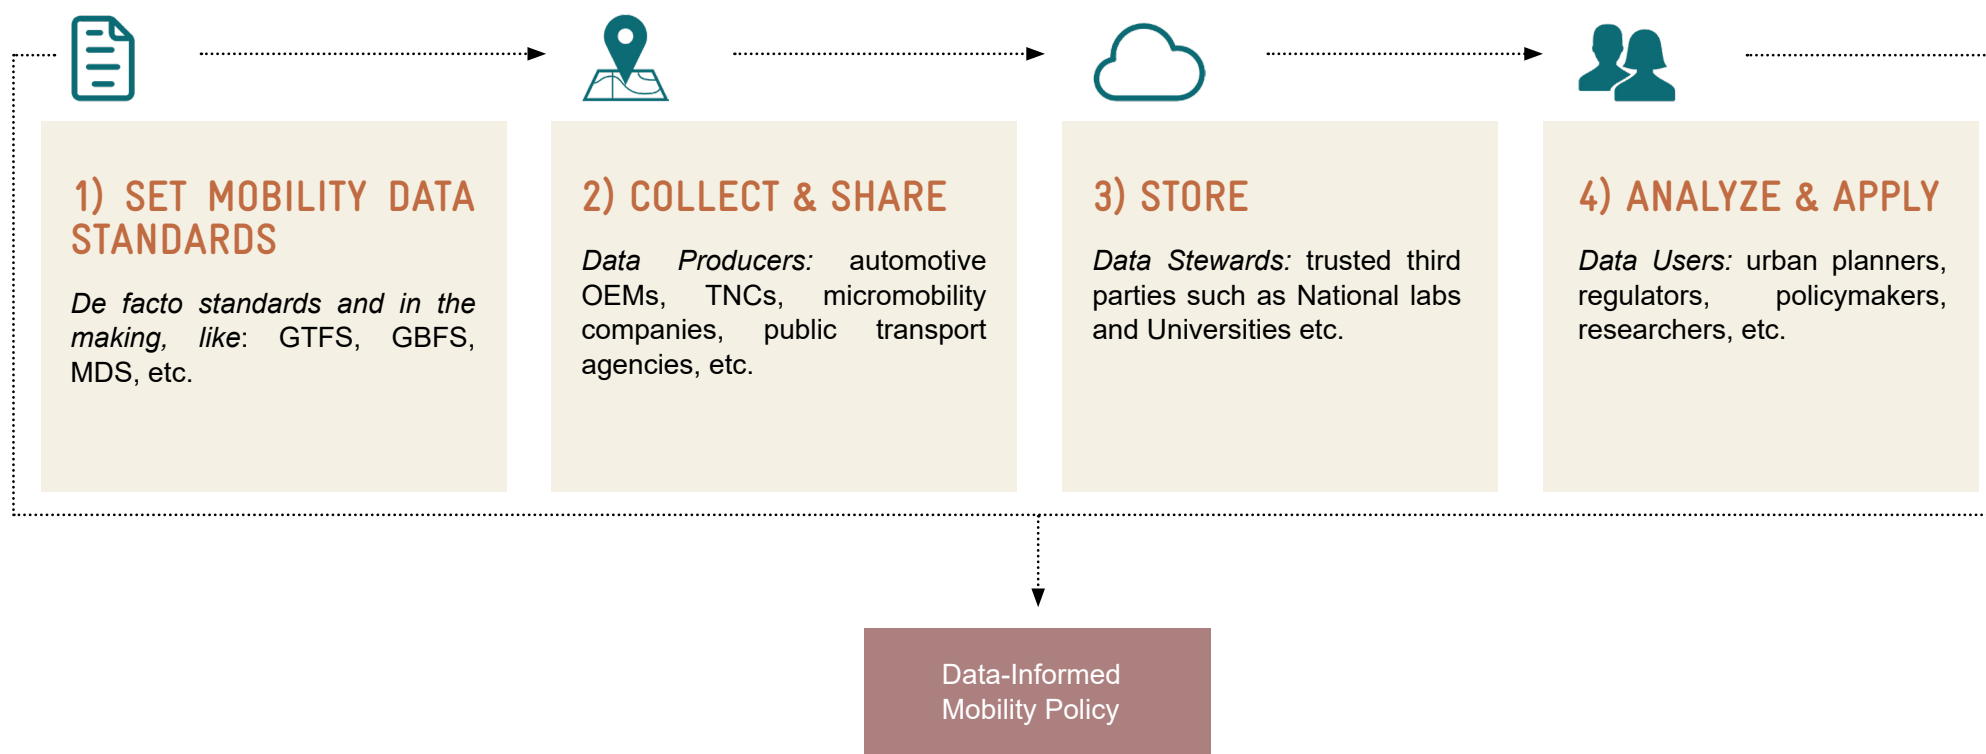 1) SET MOBILITY DATA
STANDARDS
De facto standards and in the
making, like: GTFS, GBFS,
MDS, etc.
2) COLLECT & SHARE
Data Producers: automotive
OEMs, TNCs, micromobility
companies, public transport
agencies, etc.
3) STORE
Data Stewards: trusted third
parties such as National labs
and Universities etc.
4) ANALYZE & APPLY
Data Users: urban planners,
regulators, policymakers,
researchers, etc.
Data-Informed
Mobility Policy